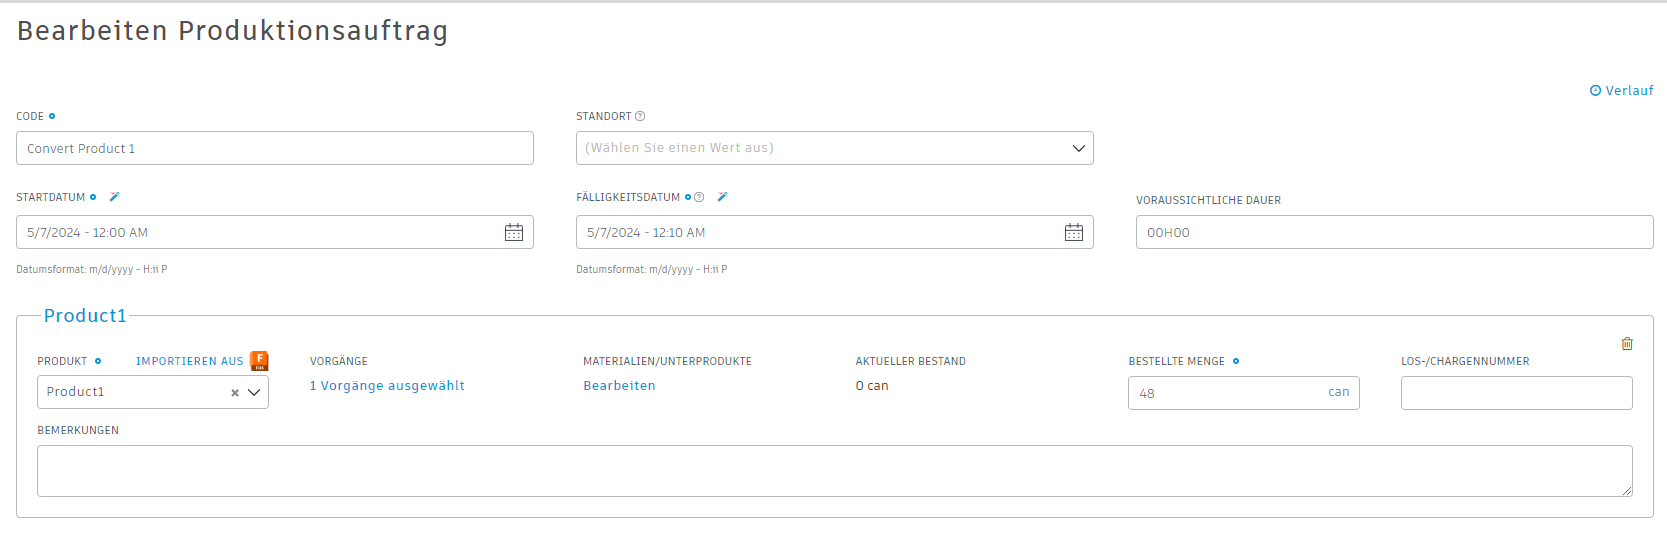 Bearbeiten Produktionsauftrag
Verlauf
CODE
STANDORT
Convert Product 1
(Wählen Sie einen Wert aus)
STARTDATUM
FÄLLIGKEITSDATUM
VORAUSSICHTLICHE DAUER
5/7/2024 - 12:00 AM
5/7/2024 - 12:10 AM
00H00
Datumsformat: m/d/yyyy - H:ii P
Datumsformat: m/d/yyyy - H:ii P
Product1
PRODUKT
IMPORTIEREN AUS
F
VORGÄNGE
MATERIALIEN/UNTERPRODUKTE
AKTUELLER BESTAND
BESTELLTE MENGE
LOS-/CHARGENNUMMER
Product1
1 Vorgänge ausgewählt
Bearbeiten
0 can
48 can
BEMERKUNGEN